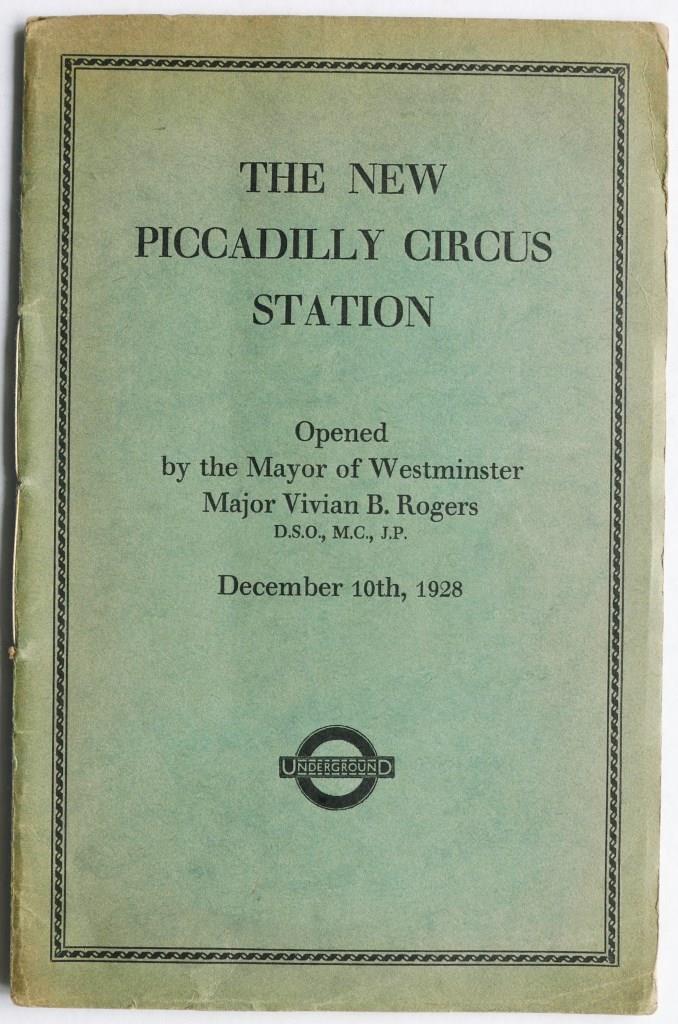 THE NEW
PICCADILLY CIRCUS
STATION
Opened
by the Mayor of Westminster
Major Vivian B. Rogers
D.S.O., M.C., J.P.
December 10th, 1928
UNDERGROUND